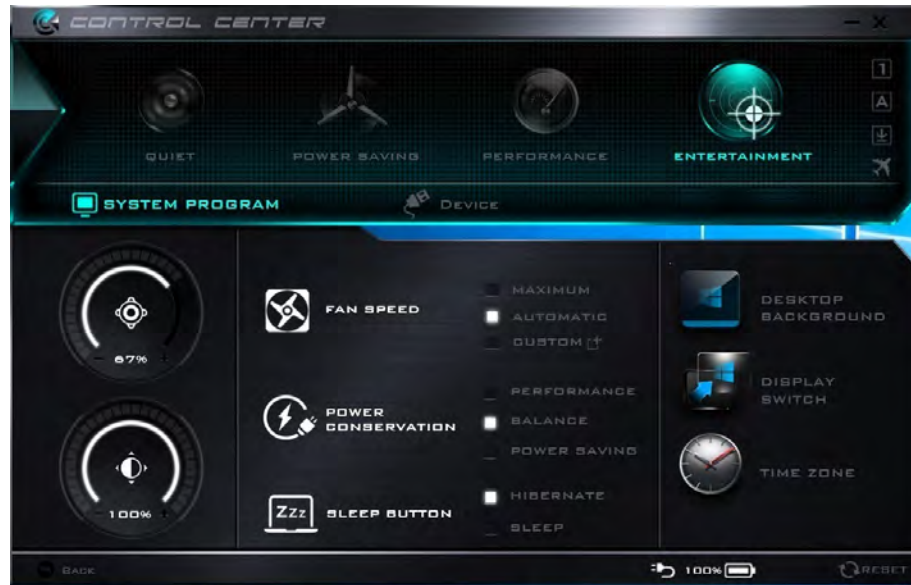 CONTROL CENTER
1
A
QUIET
POWER SAVING
PERFORMANCE
ENTERTAINMENT
SYSTEM PROGRAM
DEVICE
67%
100%
FAN SPEED
MAXIMUM
AUTOMATIC
CUSTOM
POWER
CONSERVATION
PERFORMANCE
BALANCE
POWER SAVING
ZZZ
SLEEP BUTTON
HIBERNATE
SLEEP
DESKTOP
BACKGROUND
DISPLAY
SWITCH
TIME ZONE
BACK
100%
RESET